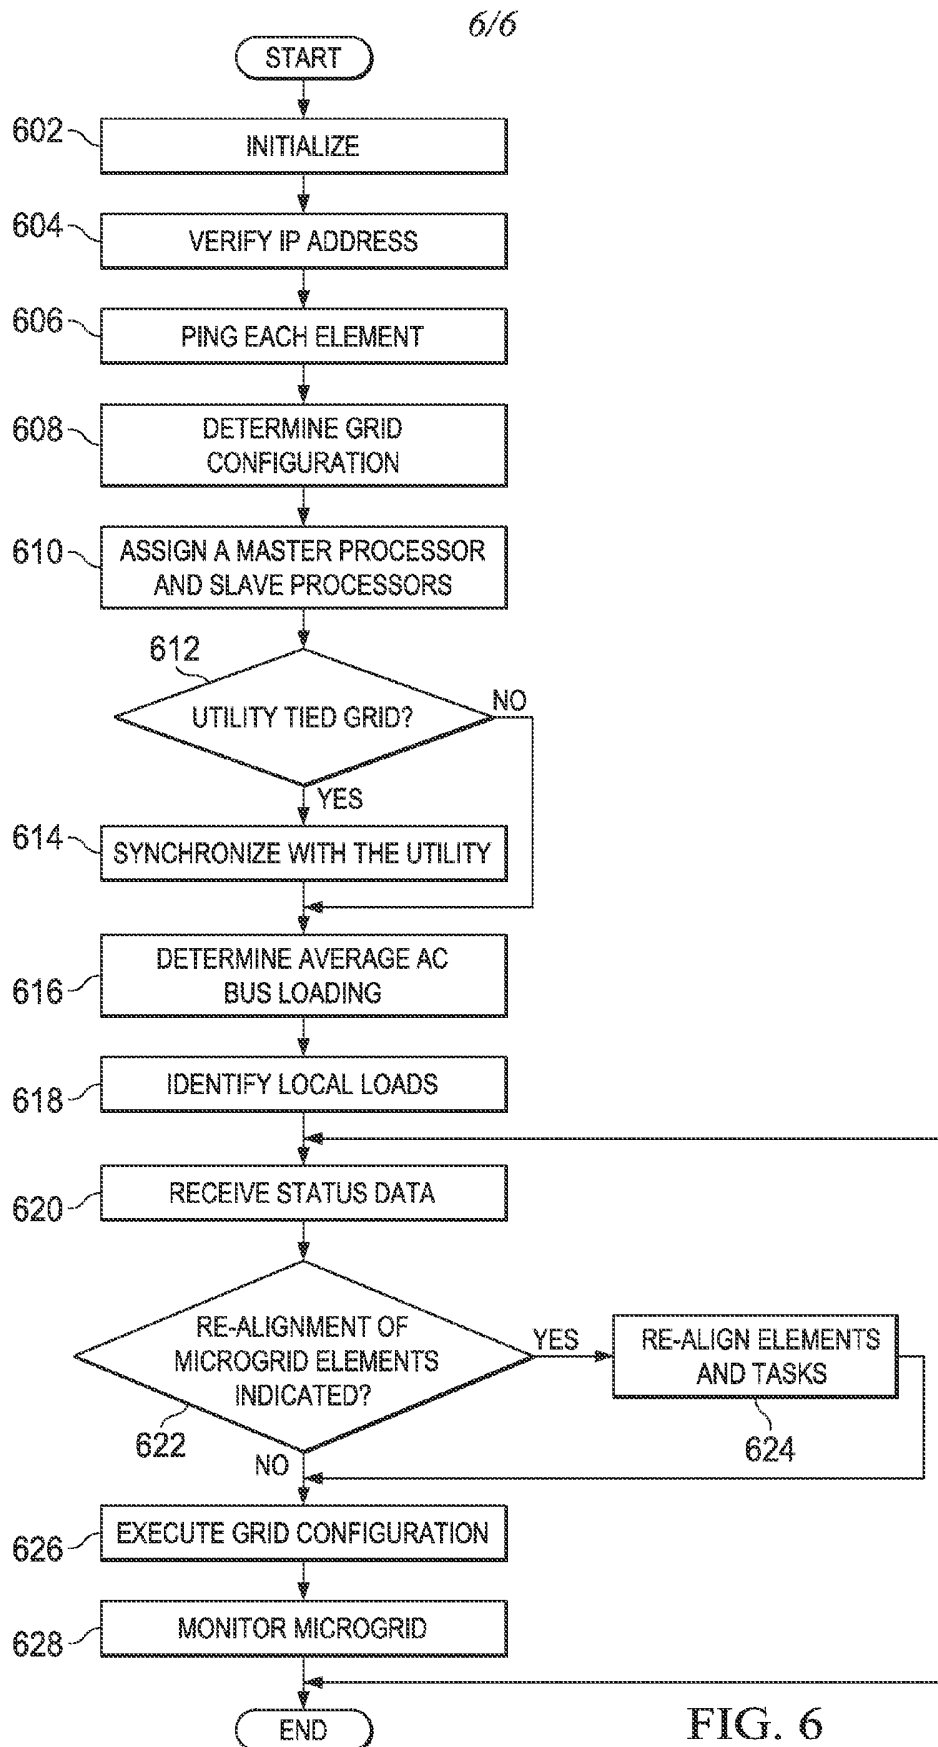 6/6
START
602
INITIALIZE
604
VERIFY IP ADDRESS
606
PING EACH ELEMENT
608
DETERMINE GRID
CONFIGURATION
610
ASSIGN A MASTER PROCESSOR
AND SLAVE PROCESSORS
612
UTILITY TIED GRID?
NO
YES
614
SYNCHRONIZE WITH THE UTILITY
616
DETERMINE AVERAGE AC
BUS LOADING
618
IDENTIFY LOCAL LOADS
620
RECEIVE STATUS DATA
RE-ALIGNMENT OF
MICROGRID ELEMENTS
INDICATED?
622
YES
RE-ALIGN ELEMENTS
AND TASKS
624
NO
626
EXECUTE GRID CONFIGURATION
628
MONITOR MICROGRID
END
FIG. 6